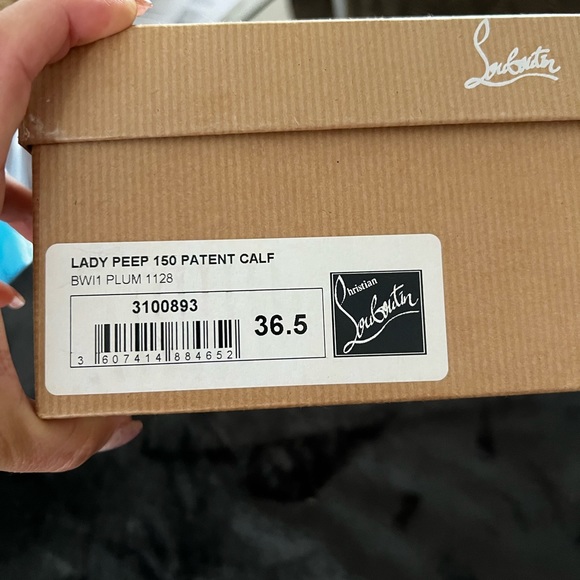 Louboutin
LADY PEEP 150 PATENT CALF
BWI1 PLUM 1128
3100893
36.5
3 607414 884652
Christian
Louboutin